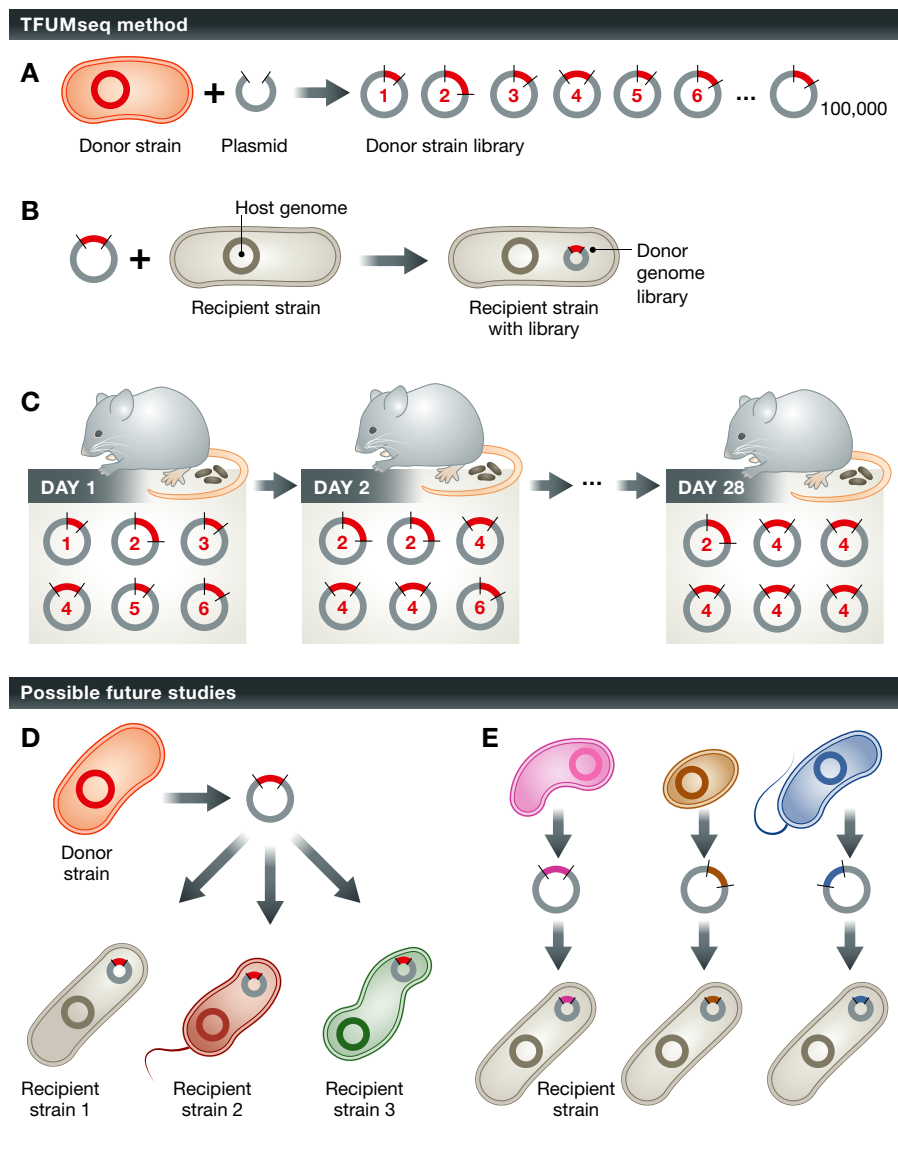 TFUMseq method
A
1 2 3 4 5 6 ... 100,000
+
Donor strain
Plasmid
Donor strain library
B
Host genome
+
Recipient strain
Donor
genome
library
Recipient strain
with library
C
DAY 1
1 2 3
4 5 6
DAY 2
2 2 4
4 4 6
...
DAY 28
2 4 4
4 4 4
Possible future studies
D
Donor
strain
Recipient
strain 1
Recipient
strain 2
Recipient
strain 3
E
Recipient
strain